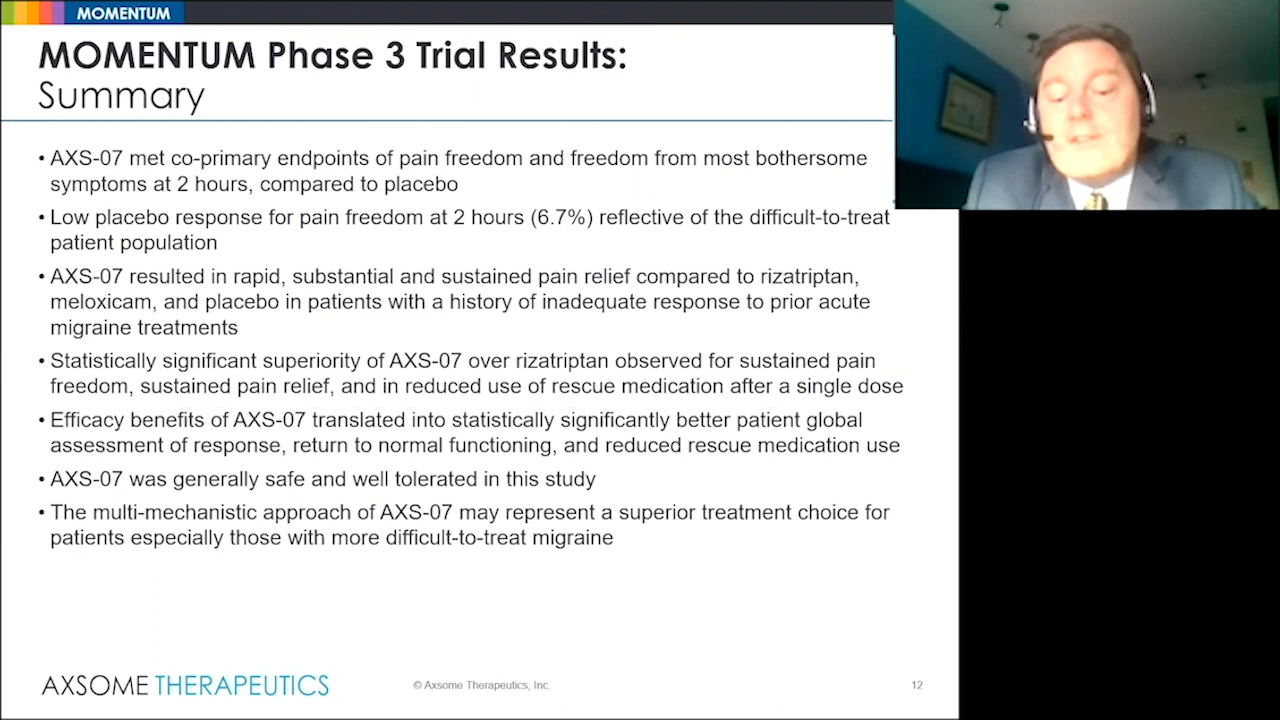 MOMENTUM
MOMENTUM Phase 3 Trial Results:
Summary
• AXS-07 met co-primary endpoints of pain freedom and freedom from most bothersome
symptoms at 2 hours, compared to placebo
• Low placebo response for pain freedom at 2 hours (6.7%) reflective of the difficult-to-treat
patient population
• AXS-07 resulted in rapid, substantial and sustained pain relief compared to rizatriptan,
meloxicam, and placebo in patients with a history of inadequate response to prior acute
migraine treatments
• Statistically significant superiority of AXS-07 over rizatriptan observed for sustained pain
freedom, sustained pain relief, and in reduced use of rescue medication after a single dose
• Efficacy benefits of AXS-07 translated into statistically significantly better patient global
assessment of response, return to normal functioning, and reduced rescue medication use
• AXS-07 was generally safe and well tolerated in this study
• The multi-mechanistic approach of AXS-07 may represent a superior treatment choice for
patients especially those with more difficult-to-treat migraine
AXSOME THERAPEUTICS
© Axsome Therapeutics, Inc.
12